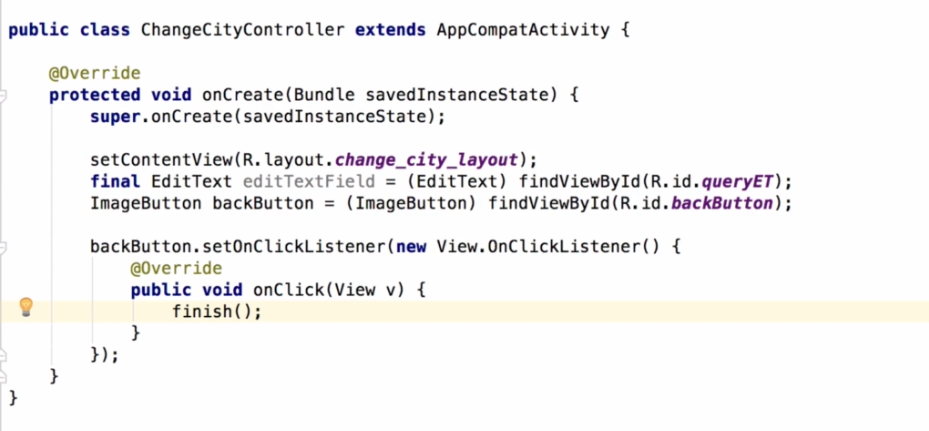 public class ChangeCityController extends AppCompatActivity {
@Override
protected void onCreate(Bundle savedInstanceState) {
super.onCreate(savedInstanceState);
setContentView(R.layout.change_city_layout);
final EditText editTextField = (EditText) findViewById(R.id.queryET);
ImageButton backButton = (ImageButton) findViewById(R.id.backButton);
backButton.setOnClickListener(new View.OnClickListener() {
@Override
public void onClick(View v) {
finish();
}
});
}
}